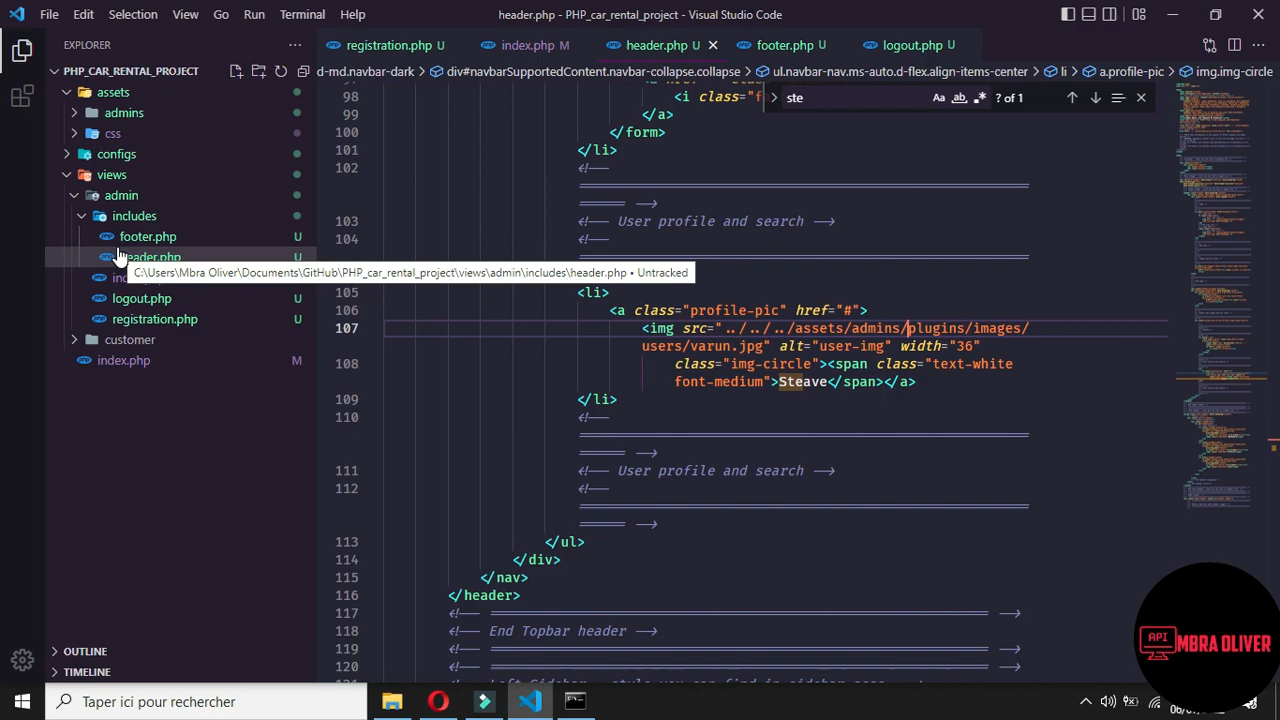 File Edit Selection View Go Run Terminal Help
header.php - PHP_car_rental_project - Visual Studio Code
EXPLORER
registration.php U
index.php M
header.php U
footer.php U
logout.php U
PHP_CAR_RENTAL_PROJECT
d-md.navbar-dark > div#navbarSupportedContent.navbar-collapse.collapse > ul.navbar-nav.ms-auto.d-flex.align-items-center > li > a.profile-pic > img.img-circle
ste
Aa ab .* ? of 1
assets
admins
css
configs
views
admin
includes
footer.php U
header.php U
C:\Users\Mbra Oliver\Documents\GitHub\PHP_car_rental_project\views\admin\includes\header.php • Untracked
logout.php U
registration.php U
customer
index.php M
98 <i class="f
99 </a>
100 </form>
101 </li>
102 <!--
===== -->
103 <!-- User profile and search -->
104 <!--
105 <li>
106 <a class="profile-pic" href="#">
107 <img src="../../../assets/admins/plugins/images/
users/varun.jpg" alt="user-img" width="36"
108 class="img-circle"><span class="text-white
font-medium">Steave</span></a>
109 </li>
110 <!--
===== -->
111 <!-- User profile and search -->
112 <!--
===== -->
113 </ul>
114 </div>
115 </nav>
116 </header>
117 <!-- ============================================================== -->
118 <!-- End Topbar header -->
119 <!-- ============================================================== -->
120 <!-- ============================================================== -->
OUTLINE
TIMELINE
API MBRA OLIVER
Taper ici pour rechercher